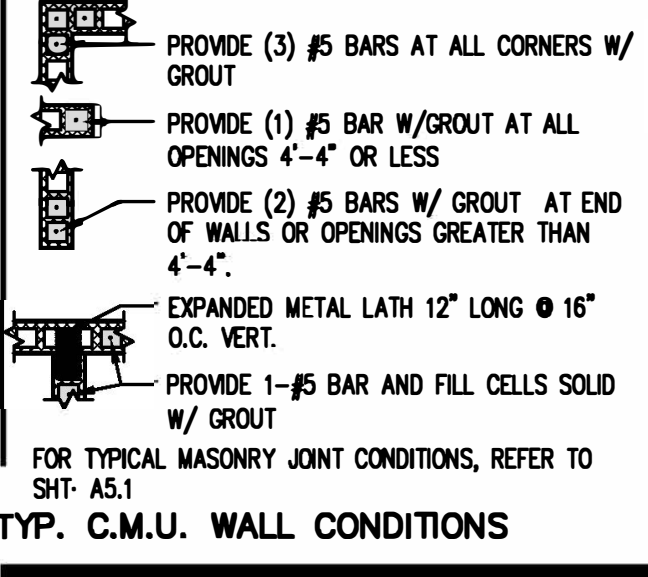 PROVIDE (3) #5 BARS AT ALL CORNERS W/
GROUT
PROVIDE (1) #5 BAR W/GROUT AT ALL
OPENINGS 4'-4" OR LESS
PROVIDE (2) #5 BARS W/ GROUT AT END
OF WALLS OR OPENINGS GREATER THAN
4'-4".
EXPANDED METAL LATH 12" LONG @ 16"
O.C. VERT.
PROVIDE 1-#5 BAR AND FILL CELLS SOLID
W/ GROUT
FOR TYPICAL MASONRY JOINT CONDITIONS, REFER TO
SHT. A5.1
TYP. C.M.U. WALL CONDITIONS